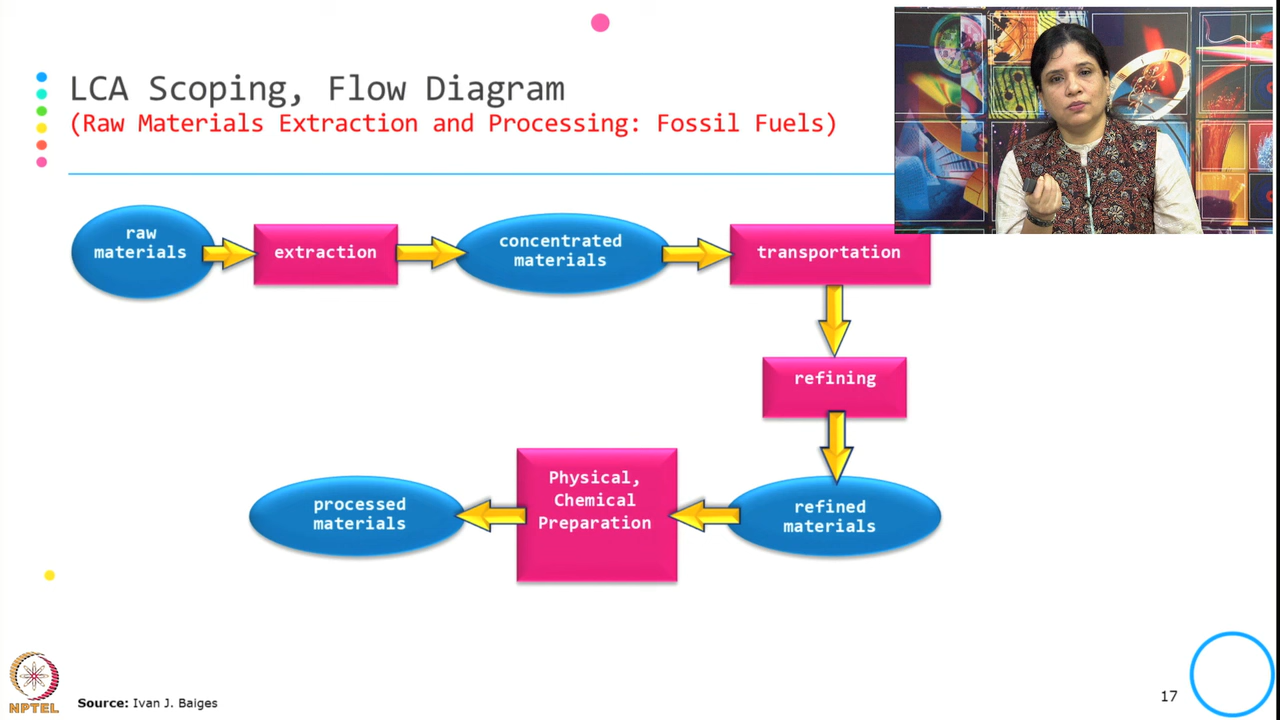 LCA Scoping, Flow Diagram
(Raw Materials Extraction and Processing: Fossil Fuels)
raw
materials
extraction
concentrated
materials
transportation
refining
refined
materials
Physical,
Chemical
Preparation
processed
materials
NPTEL
Source: Ivan J. Baiges
17